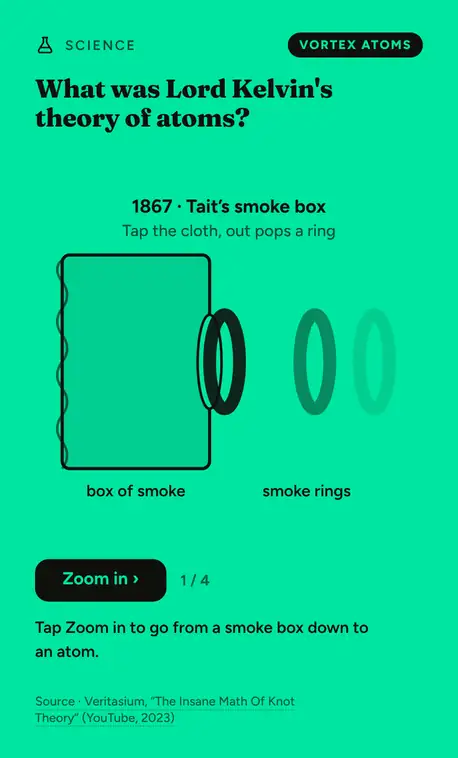 SCIENCE
VORTEX ATOMS
What was Lord Kelvin's
theory of atoms?
1867 · Tait’s smoke box
Tap the cloth, out pops a ring
box of smoke
smoke rings
Zoom in ›
1 / 4
Tap Zoom in to go from a smoke box down to
an atom.
Source · Veritasium, “The Insane Math Of Knot
Theory” (YouTube, 2023)